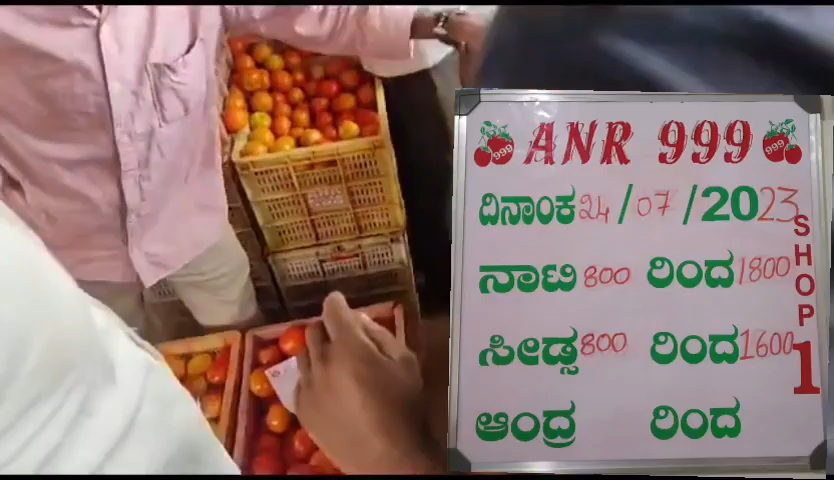 ANR 999
ದಿನಾಂಕ 24/07/2023
ನಾಟಿ 800 ರಿಂದ 1800
ಸೀಡ್ಸ 800 ರಿಂದ 1600
ಆಂಧ್ರ ರಿಂದ
SHOP 1